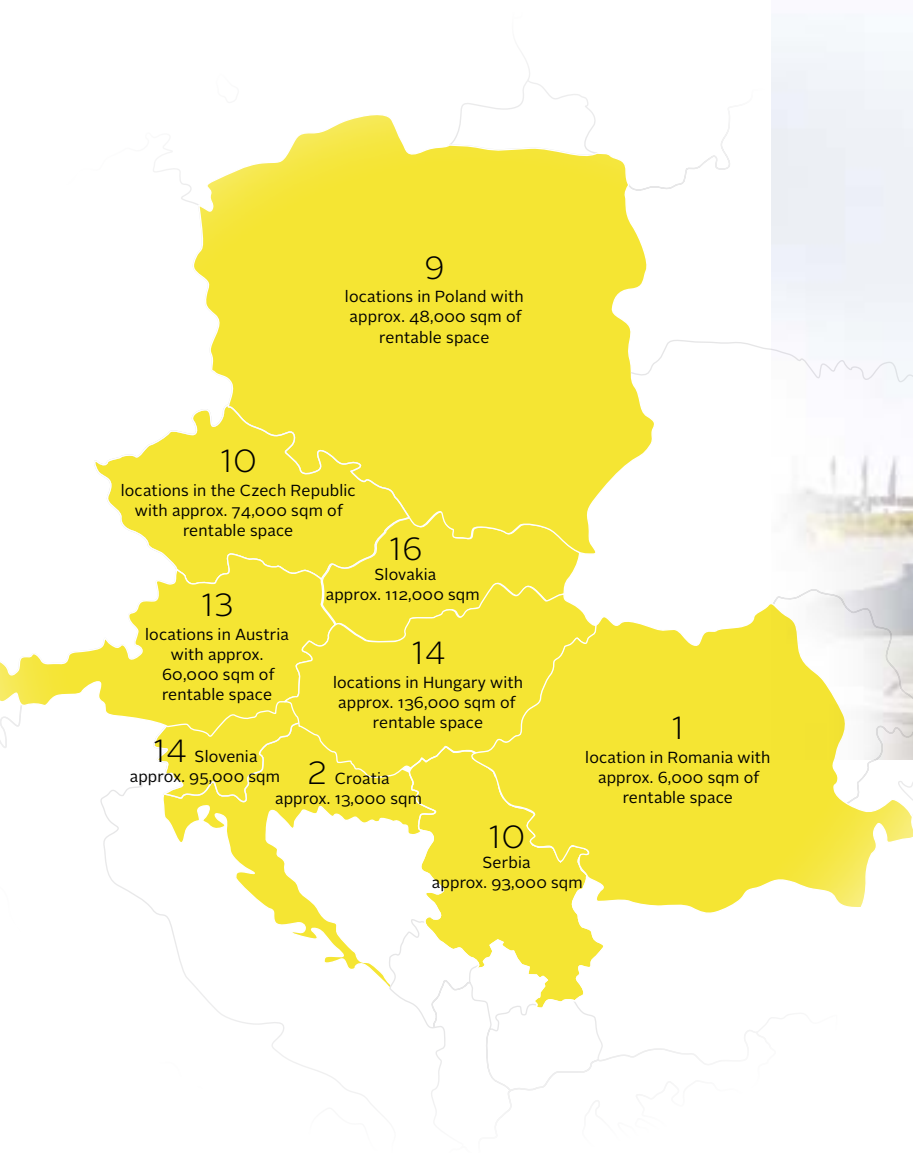 9
locations in Poland with
approx. 48,000 sqm of
rentable space
10
locations in the Czech Republic
with approx. 74,000 sqm of
rentable space
16
Slovakia
approx. 112,000 sqm
13
locations in Austria
with approx.
60,000 sqm of
rentable space
14
locations in Hungary with
approx. 136,000 sqm of
rentable space
1
location in Romania with
approx. 6,000 sqm of
rentable space
14 Slovenia
approx. 95,000 sqm
2 Croatia
approx. 13,000 sqm
10
Serbia
approx. 93,000 sqm